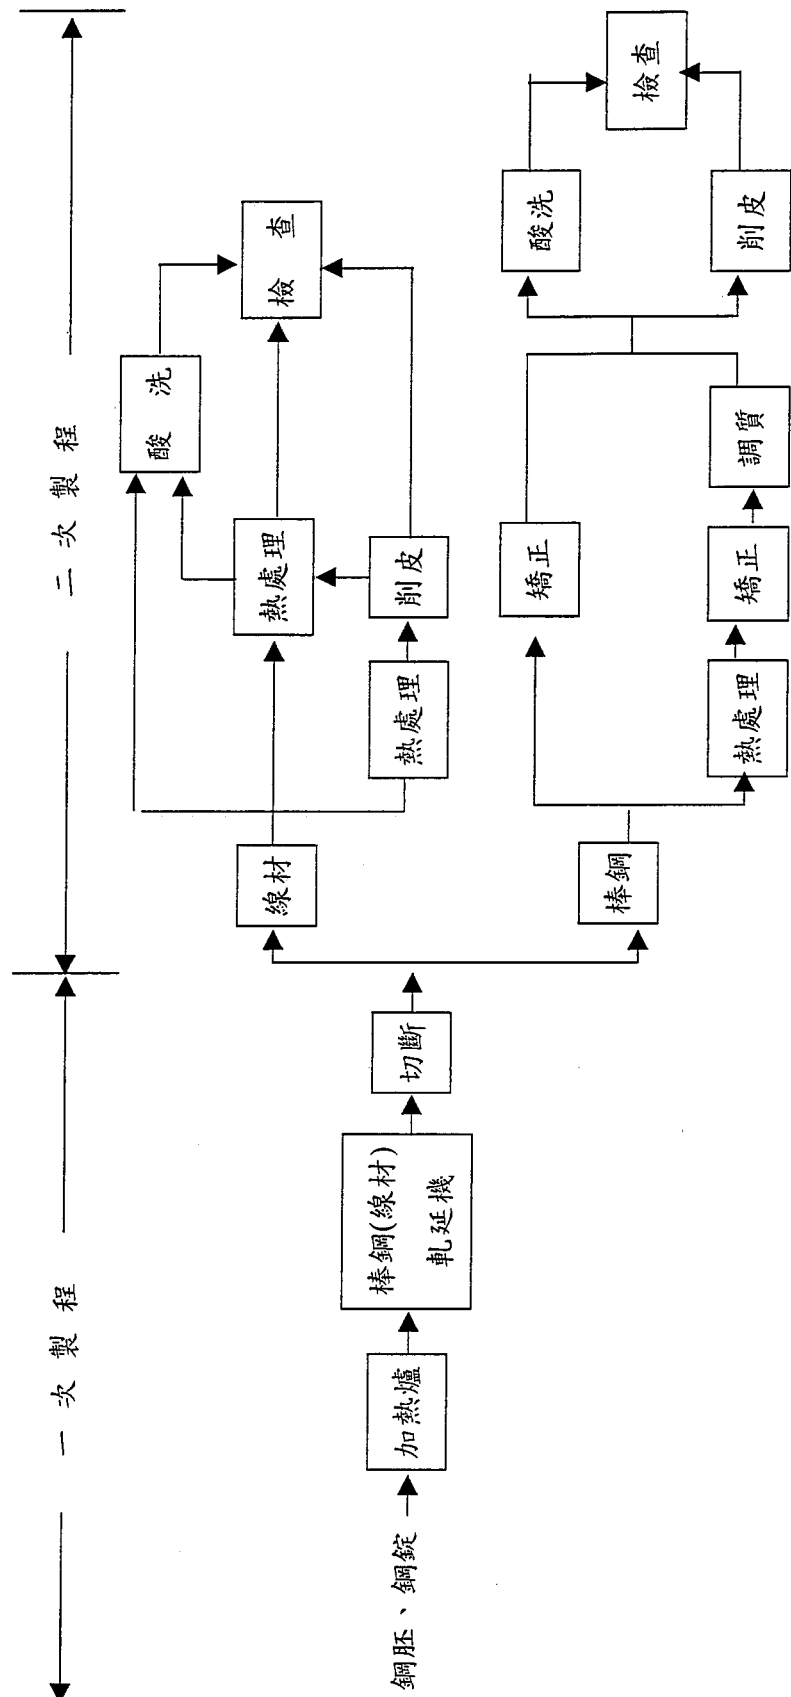 一次製程
二次製程
鋼胚、鋼錠
加熱爐
棒鋼(線材)
軋延機
切斷
線材
熱處理
酸洗
檢查
熱處理
削皮
棒鋼
矯正
熱處理
矯正
調質
酸洗
削皮
檢查